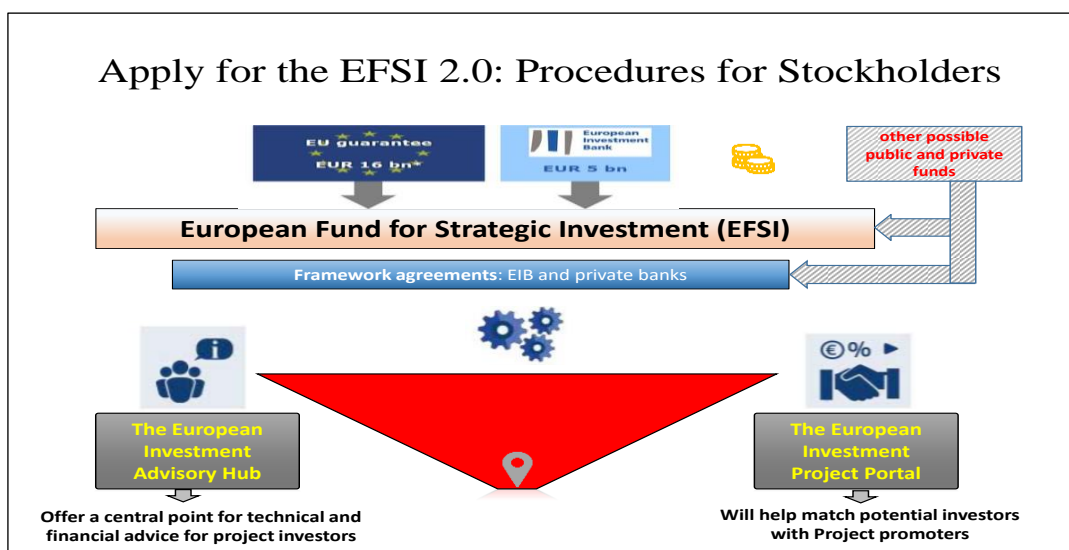 Apply for the EFSI 2.0: Procedures for Stockholders
EU guarantee
EUR 16 bn*
European
Investment
Bank
EUR 5 bn
other possible
public and private
funds
European Fund for Strategic Investment (EFSI)
Framework agreements: EIB and private banks
i
€% 
The European
Investment
Advisory Hub
The European
Investment
Project Portal
Offer a central point for technical and
financial advice for project investors
Will help match potential investors
with Project promoters